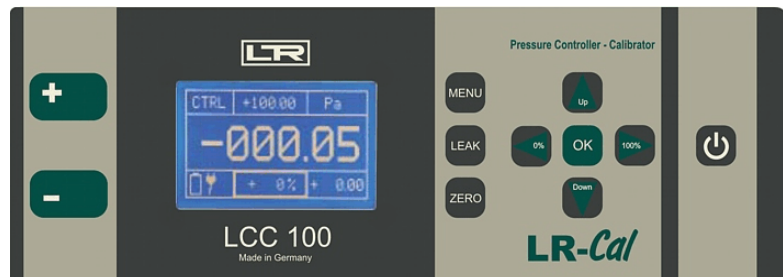 LR
Pressure Controller - Calibrator
+
CTRL +100.00 Pa
-000.05
+ 0% + 0.00
-
MENU
LEAK
ZERO
Up
0% OK 100%
Down
LCC 100
Made in Germany
LR-Cal